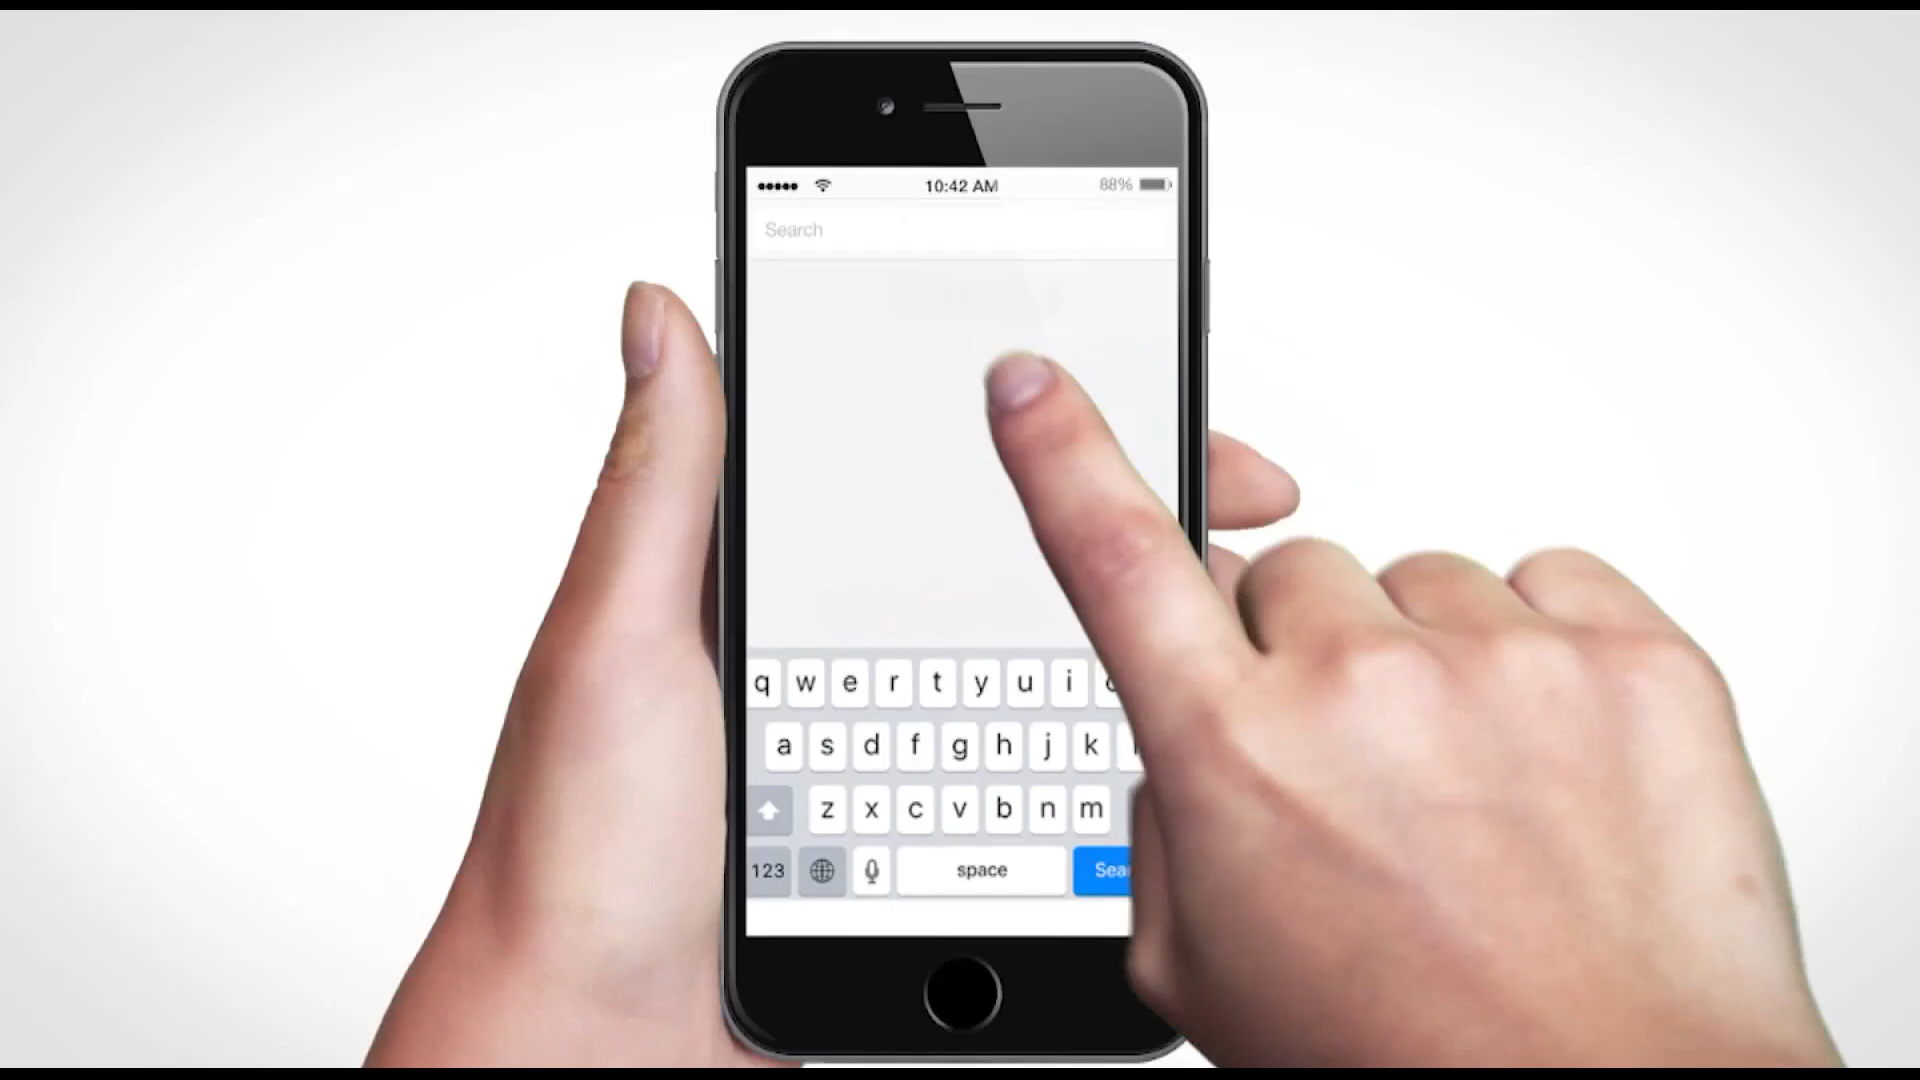 10:42 AM 88%
Search
q w e r t y u i
a s d f g h j k
z x c v b n m
123 space